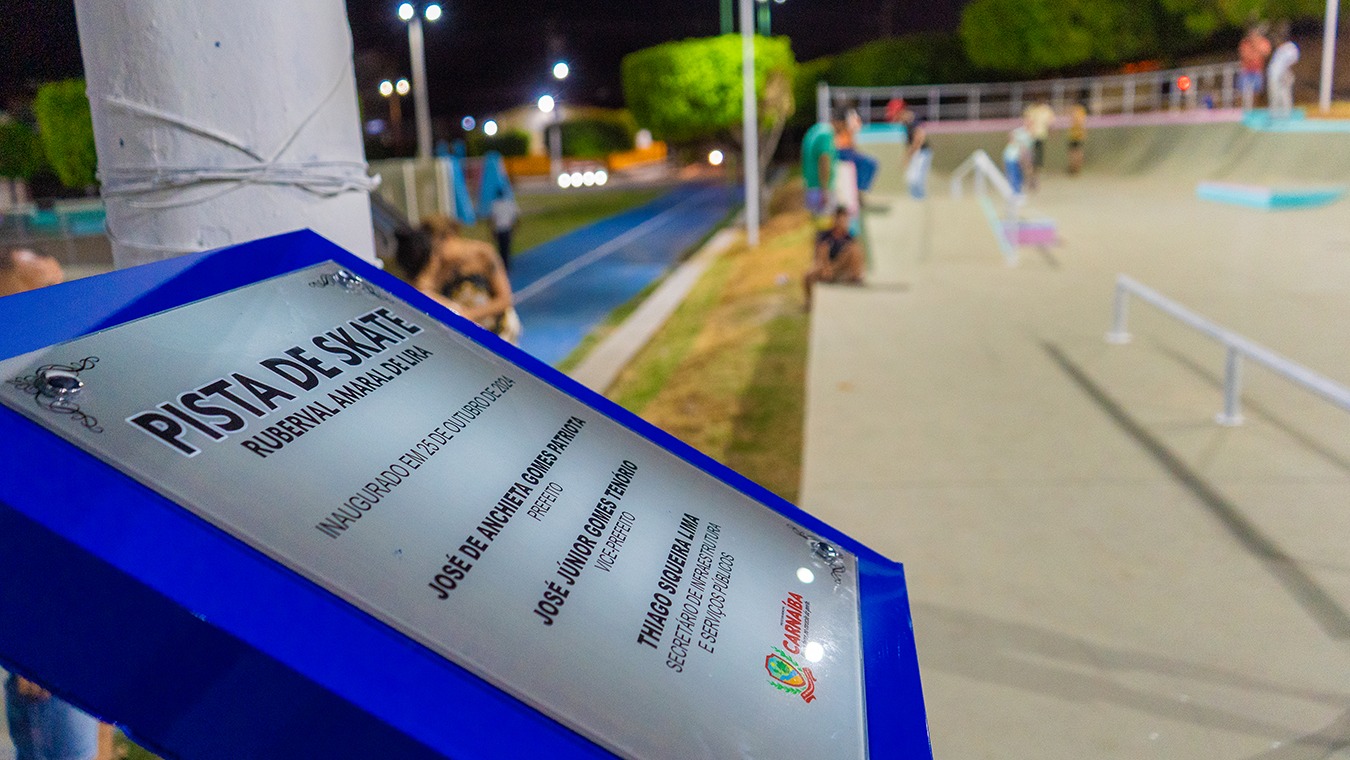 PISTA DE SKATE
RUBERVAL AMARAL DE LIRA
INAUGURADO EM 25 DE OUTUBRO DE 2024
JOSÉ DE ANCHIETA GOMES PATRIOTA
PREFEITO
JOSÉ JÚNIOR GOMES TENÓRIO
VICE-PREFEITO
THIAGO SIQUEIRA LIMA
SECRETÁRIO DE INFRAESTRUTURA
E SERVIÇOS PÚBLICOS
CARNAÍBA